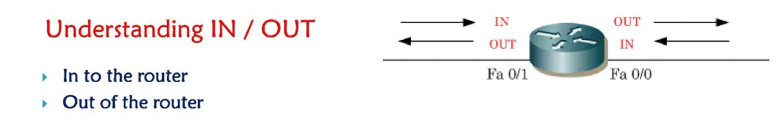 Understanding IN / OUT
In to the router
Out of the router
IN OUT
OUT IN
Fa 0/1 Fa 0/0